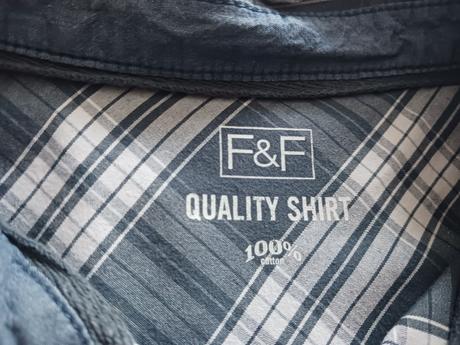 F&F
QUALITY SHIRT
100%
cotton